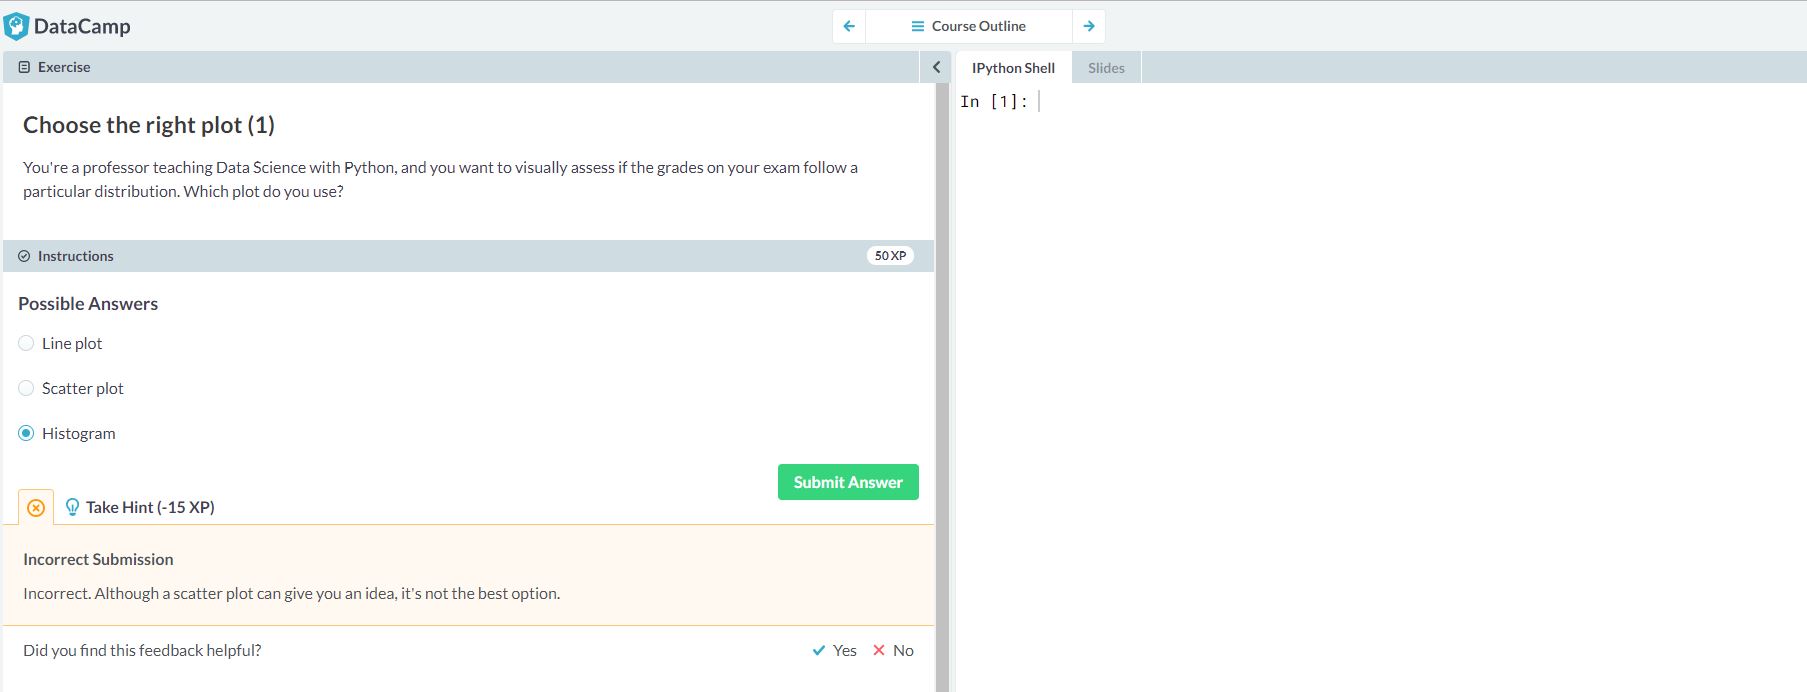 DataCamp
Course Outline
Exercise
IPython Shell
Slides
In [1]:
Choose the right plot (1)
You're a professor teaching Data Science with Python, and you want to visually assess if the grades on your exam follow a
particular distribution. Which plot do you use?
Instructions
50 XP
Possible Answers
Line plot
Scatter plot
Histogram
Submit Answer
Take Hint (-15 XP)
Incorrect Submission
Incorrect. Although a scatter plot can give you an idea, it's not the best option.
Did you find this feedback helpful?
Yes
No